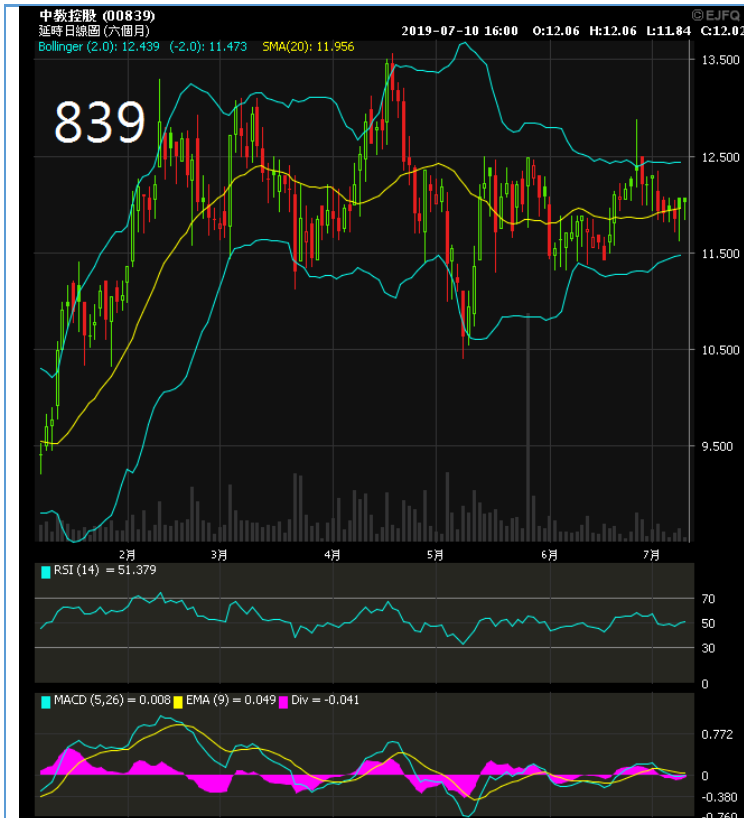 中教控股 (00839)
©EJFQ
延時日線圖 (六個月)
2019-07-10 16:00 O:12.06 H:12.06 L:11.84 C:12.02
Bollinger (2.0): 12.439 (-2.0): 11.473 SMA(20): 11.956
839
13.500
12.500
11.500
10.500
9.500
2月 3月 4月 5月 6月 7月
RSI (14) = 51.379
70
50
30
0
MACD (5,26) = 0.008 EMA (9) = 0.049 Div = -0.041
0.772
0
-0.380
-0.760